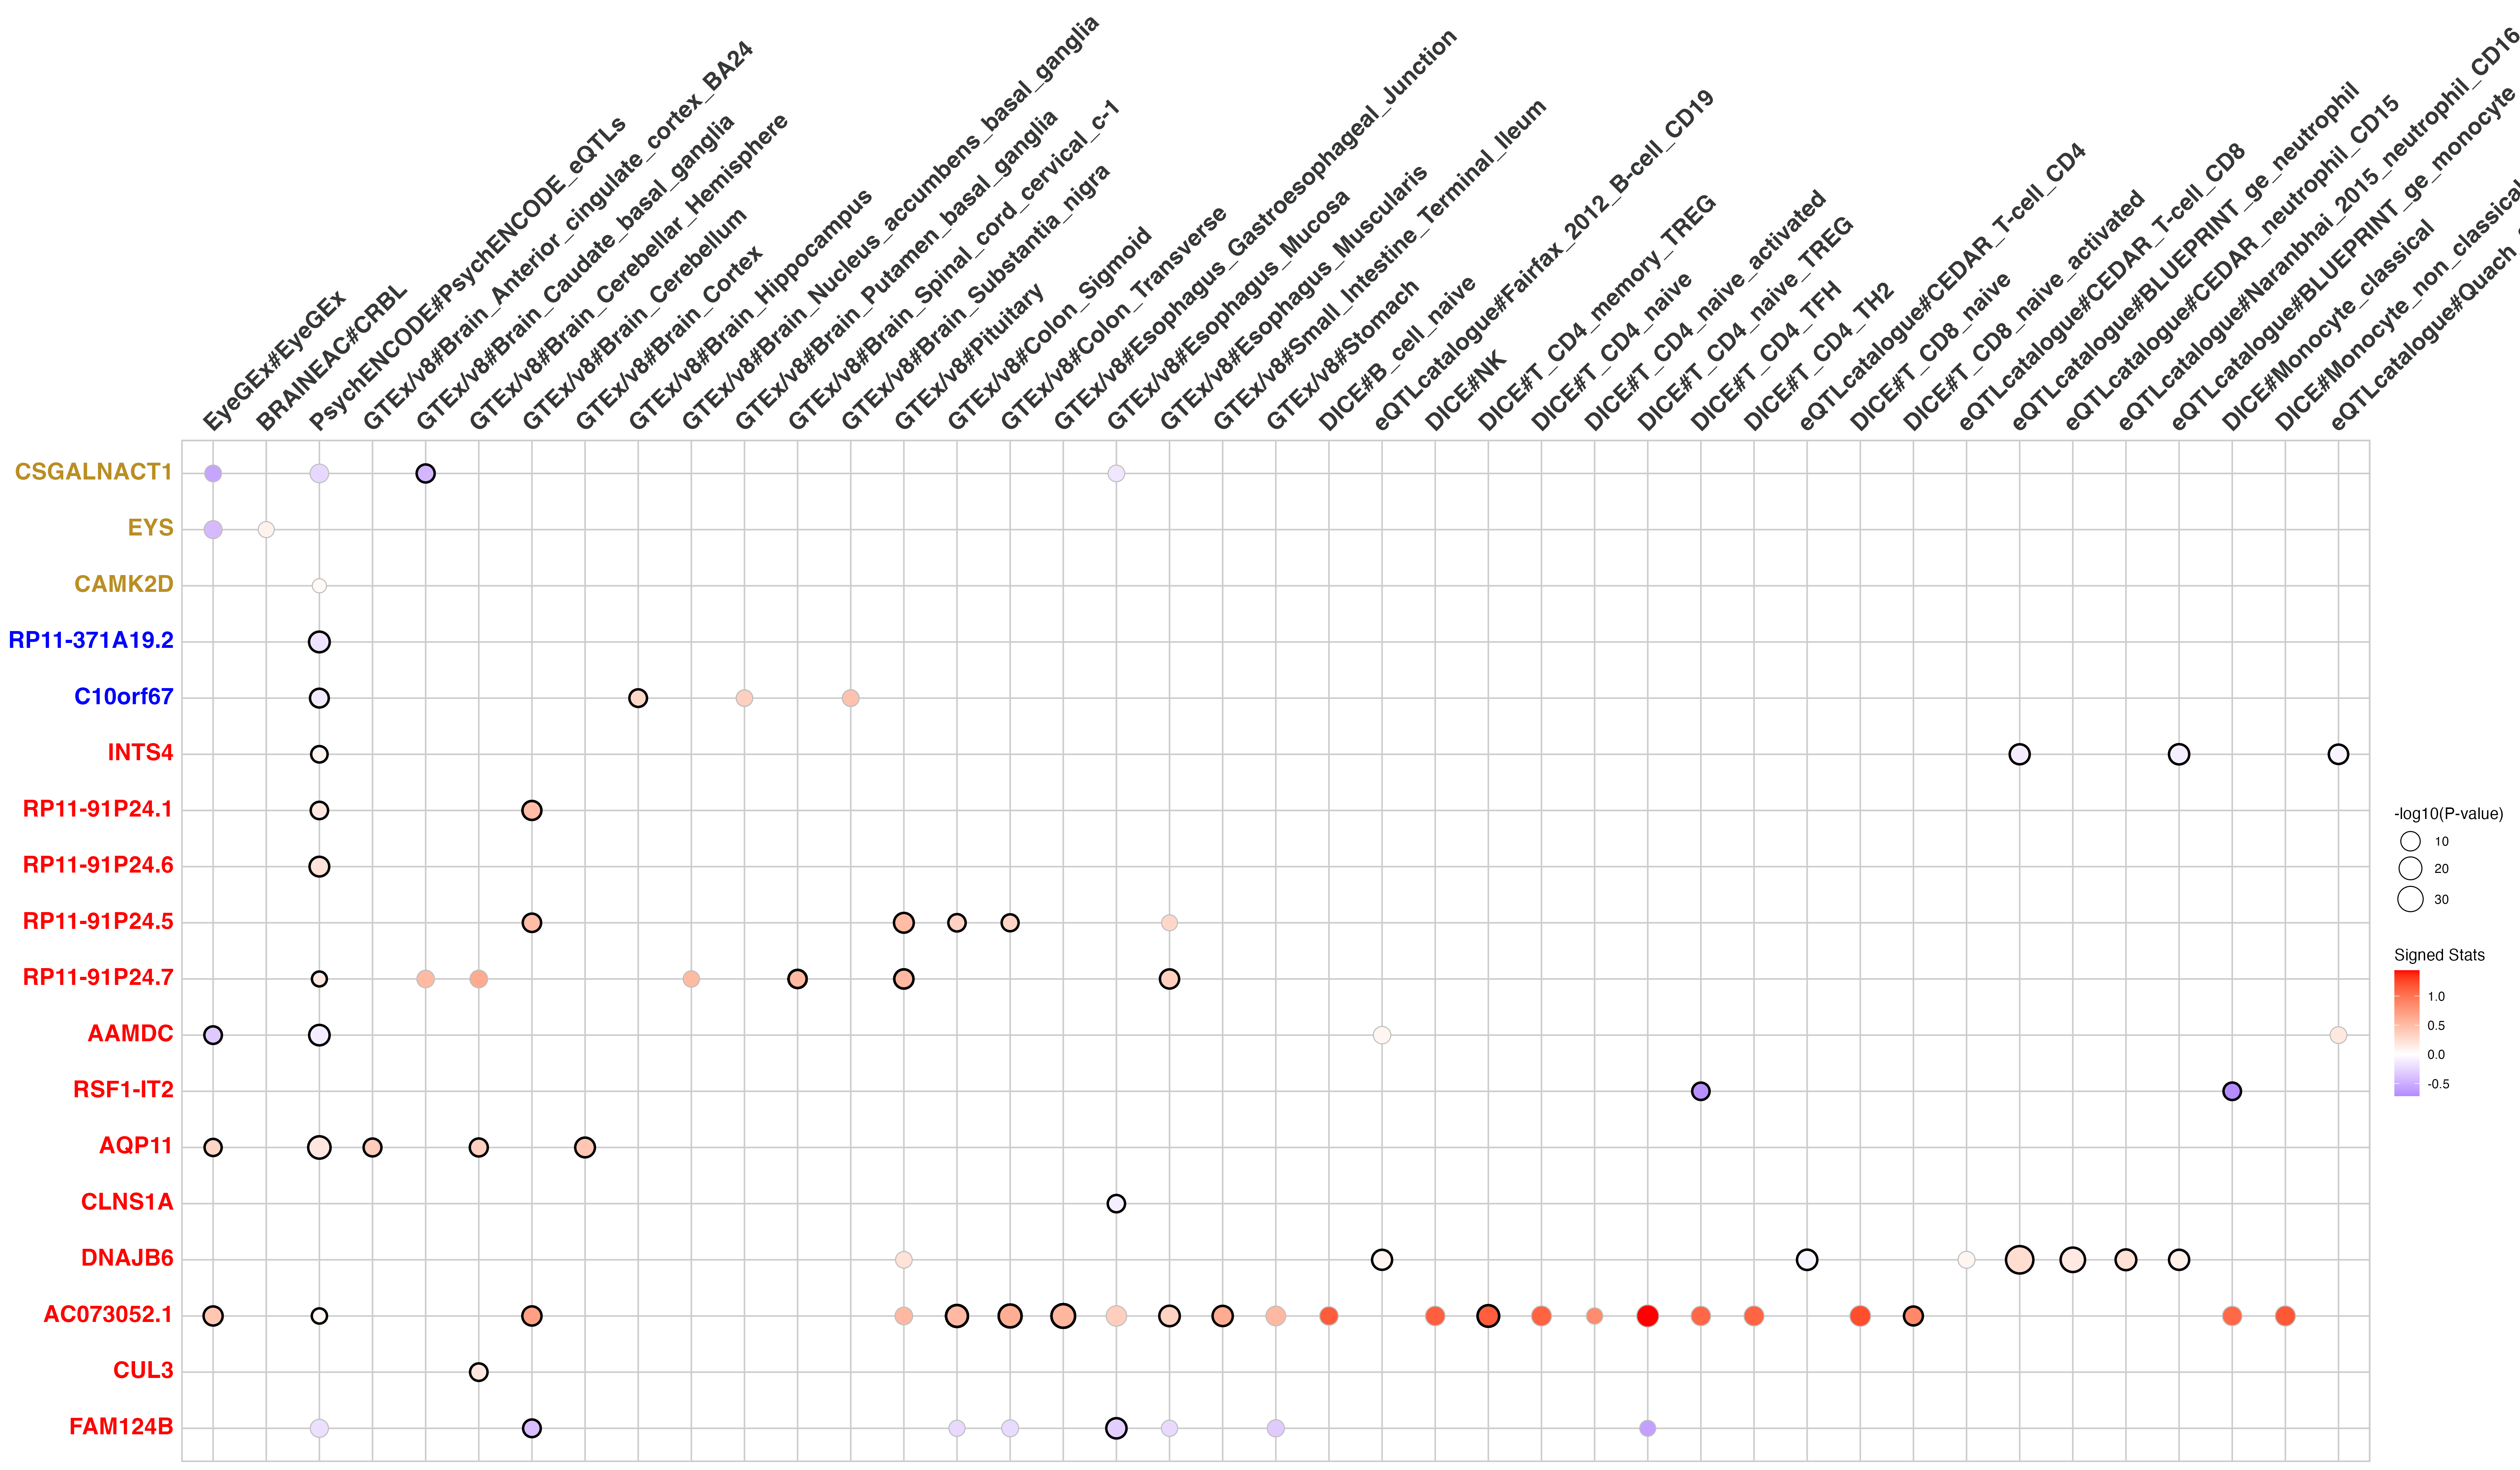 EyeGEx#EyeGEx
BRAINEAC#CRBL
PsychENCODE#PsychENCODE_eQTLs
GTEx/v8#Brain_Anterior_cingulate_cortex_BA24
GTEx/v8#Brain_Caudate_basal_ganglia
GTEx/v8#Brain_Cerebellar_Hemisphere
GTEx/v8#Brain_Cerebellum
GTEx/v8#Brain_Cortex
GTEx/v8#Brain_Hippocampus
GTEx/v8#Brain_Nucleus_accumbens_basal_ganglia
GTEx/v8#Brain_Putamen_basal_ganglia
GTEx/v8#Brain_Spinal_cord_cervical_c-1
GTEx/v8#Brain_Substantia_nigra
GTEx/v8#Pituitary
GTEx/v8#Colon_Sigmoid
GTEx/v8#Colon_Transverse
GTEx/v8#Esophagus_Gastroesophageal_Junction
GTEx/v8#Esophagus_Mucosa
GTEx/v8#Esophagus_Muscularis
GTEx/v8#Small_Intestine_Terminal_Ileum
GTEx/v8#Stomach
DICE#B_cell_naive
eQTLcatalogue#Fairfax_2012_B-cell_CD19
DICE#NK
DICE#T_CD4_memory_TREG
DICE#T_CD4_naive
DICE#T_CD4_naive_activated
DICE#T_CD4_naive_TREG
DICE#T_CD4_TFH
DICE#T_CD4_TH2
eQTLcatalogue#CEDAR_T-cell_CD4
DICE#T_CD8_naive
DICE#T_CD8_naive_activated
eQTLcatalogue#CEDAR_T-cell_CD8
eQTLcatalogue#BLUEPRINT_ge_neutrophil
eQTLcatalogue#CEDAR_neutrophil_CD15
eQTLcatalogue#Naranbhai_2015_neutrophil_CD16
eQTLcatalogue#BLUEPRINT_ge_monocyte
DICE#Monocyte_classical
DICE#Monocyte_non_classical
eQTLcatalogue#Quach_
CSGALNACT1
EYS
CAMK2D
RP11-371A19.2
C10orf67
INTS4
RP11-91P24.1
RP11-91P24.6
RP11-91P24.5
RP11-91P24.7
AAMDC
RSF1-IT2
AQP11
CLNS1A
DNAJB6
AC073052.1
CUL3
FAM124B
-log10(P-value)
10
20
30
Signed Stats
1.0
0.5
0.0
-0.5